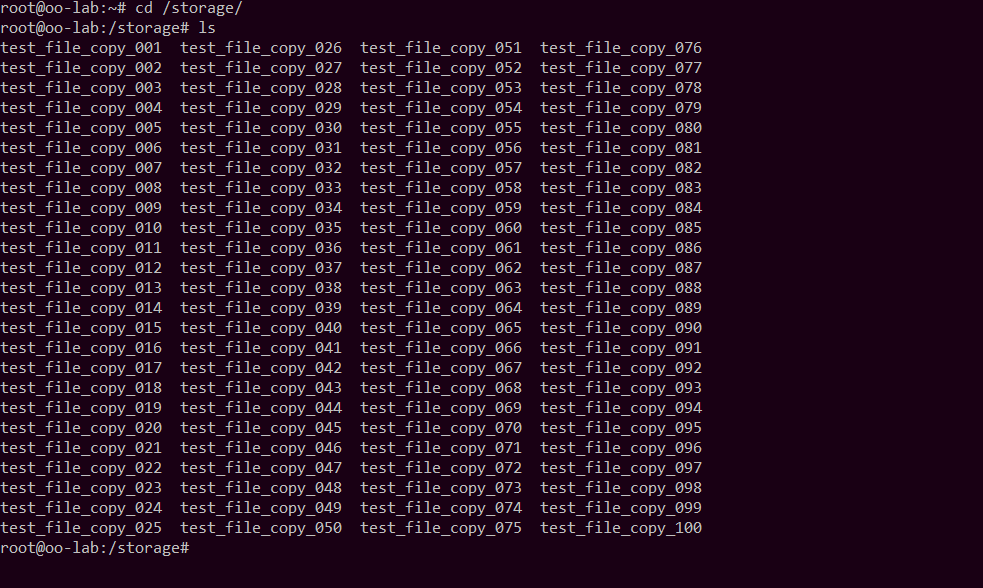 root@oo-lab:~# cd /storage/
root@oo-lab:/storage# ls
test_file_copy_001  test_file_copy_026  test_file_copy_051  test_file_copy_076
test_file_copy_002  test_file_copy_027  test_file_copy_052  test_file_copy_077
test_file_copy_003  test_file_copy_028  test_file_copy_053  test_file_copy_078
test_file_copy_004  test_file_copy_029  test_file_copy_054  test_file_copy_079
test_file_copy_005  test_file_copy_030  test_file_copy_055  test_file_copy_080
test_file_copy_006  test_file_copy_031  test_file_copy_056  test_file_copy_081
test_file_copy_007  test_file_copy_032  test_file_copy_057  test_file_copy_082
test_file_copy_008  test_file_copy_033  test_file_copy_058  test_file_copy_083
test_file_copy_009  test_file_copy_034  test_file_copy_059  test_file_copy_084
test_file_copy_010  test_file_copy_035  test_file_copy_060  test_file_copy_085
test_file_copy_011  test_file_copy_036  test_file_copy_061  test_file_copy_086
test_file_copy_012  test_file_copy_037  test_file_copy_062  test_file_copy_087
test_file_copy_013  test_file_copy_038  test_file_copy_063  test_file_copy_088
test_file_copy_014  test_file_copy_039  test_file_copy_064  test_file_copy_089
test_file_copy_015  test_file_copy_040  test_file_copy_065  test_file_copy_090
test_file_copy_016  test_file_copy_041  test_file_copy_066  test_file_copy_091
test_file_copy_017  test_file_copy_042  test_file_copy_067  test_file_copy_092
test_file_copy_018  test_file_copy_043  test_file_copy_068  test_file_copy_093
test_file_copy_019  test_file_copy_044  test_file_copy_069  test_file_copy_094
test_file_copy_020  test_file_copy_045  test_file_copy_070  test_file_copy_095
test_file_copy_021  test_file_copy_046  test_file_copy_071  test_file_copy_096
test_file_copy_022  test_file_copy_047  test_file_copy_072  test_file_copy_097
test_file_copy_023  test_file_copy_048  test_file_copy_073  test_file_copy_098
test_file_copy_024  test_file_copy_049  test_file_copy_074  test_file_copy_099
test_file_copy_025  test_file_copy_050  test_file_copy_075  test_file_copy_100
root@oo-lab:/storage#